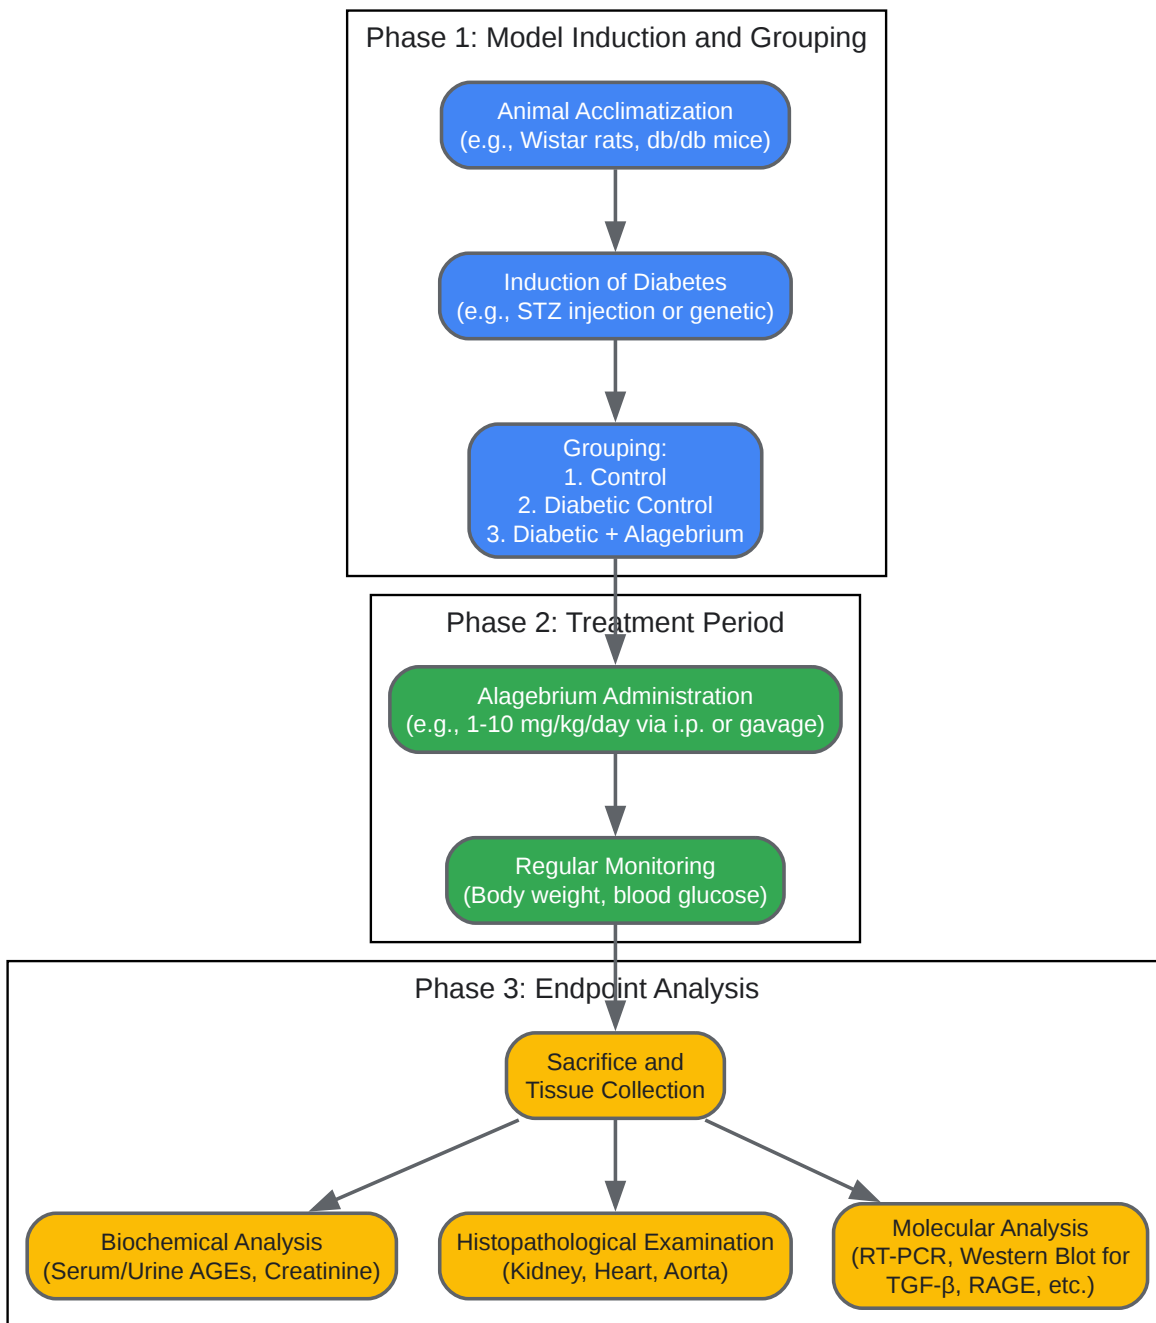 Phase 1: Model Induction and Grouping
Animal Acclimatization
(e.g., Wistar rats, db/db mice)
Induction of Diabetes
(e.g., STZ injection or genetic)
Grouping:
1. Control
2. Diabetic Control
3. Diabetic + Alagebrium
Phase 2: Treatment Period
Alagebrium Administration
(e.g., 1-10 mg/kg/day via i.p. or gavage)
Regular Monitoring
(Body weight, blood glucose)
Phase 3: Endpoint Analysis
Sacrifice and
Tissue Collection
Biochemical Analysis
(Serum/Urine AGEs, Creatinine)
Histopathological Examination
(Kidney, Heart, Aorta)
Molecular Analysis
(RT-PCR, Western Blot for
TGF-β, RAGE, etc.)